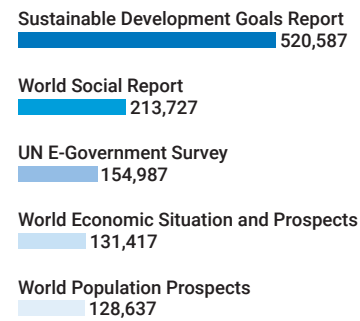 Sustainable Development Goals Report
520,587
World Social Report
213,727
UN E-Government Survey
154,987
World Economic Situation and Prospects
131,417
World Population Prospects
128,637